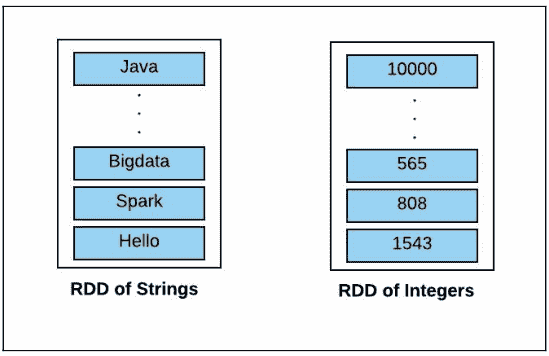 Java
.
.
.
Bigdata
Spark
Hello
RDD of Strings
10000
.
.
.
565
808
1543
RDD of Integers